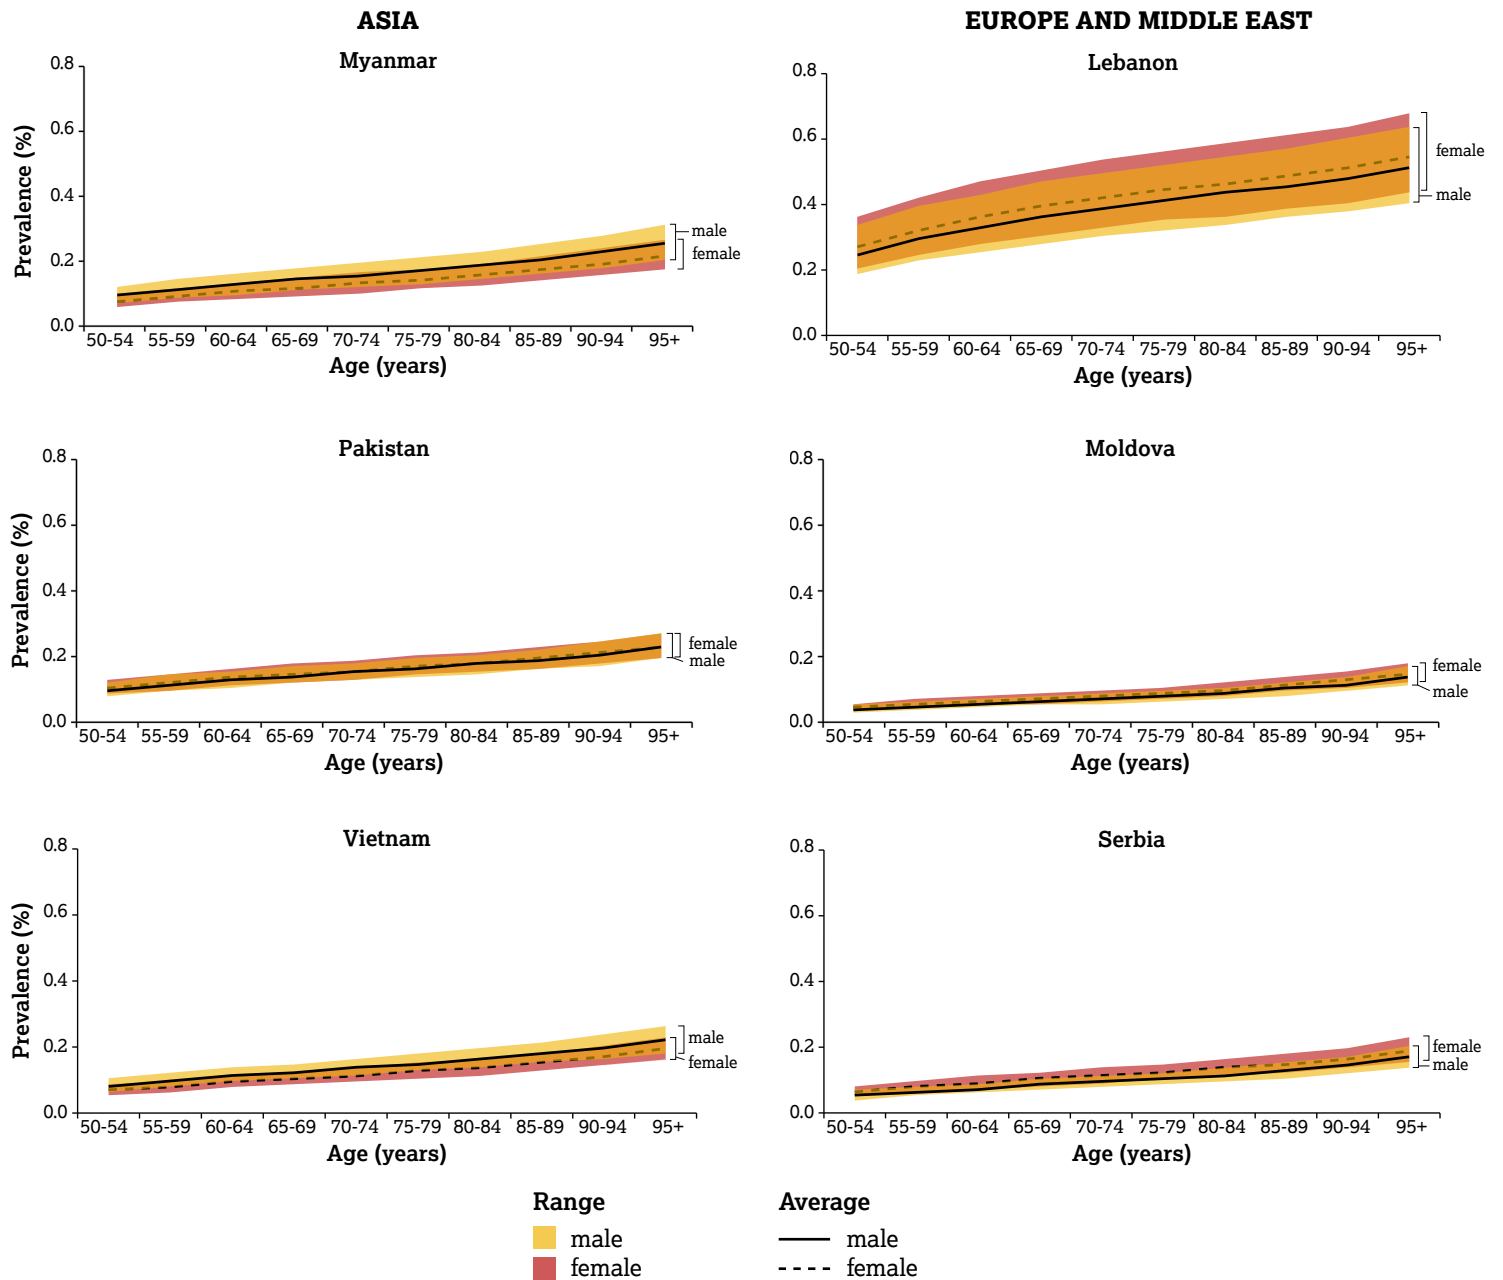 ASIA
Myanmar
Prevalence (%)
0.8
0.6
0.4
0.2
0.0
male
female
50-54 55-59 60-64 65-69 70-74 75-79 80-84 85-89 90-94 95+
Age (years)
EUROPE AND MIDDLE EAST
Lebanon
0.8
0.6
0.4
0.2
0.0
female
male
50-54 55-59 60-64 65-69 70-74 75-79 80-84 85-89 90-94 95+
Age (years)
Pakistan
Prevalence (%)
0.8
0.6
0.4
0.2
0.0
female
male
50-54 55-59 60-64 65-69 70-74 75-79 80-84 85-89 90-94 95+
Age (years)
Moldova
0.8
0.6
0.4
0.2
0.0
female
male
50-54 55-59 60-64 65-69 70-74 75-79 80-84 85-89 90-94 95+
Age (years)
Vietnam
Prevalence (%)
0.8
0.6
0.4
0.2
0.0
male
female
50-54 55-59 60-64 65-69 70-74 75-79 80-84 85-89 90-94 95+
Age (years)
Serbia
0.8
0.6
0.4
0.2
0.0
female
male
50-54 55-59 60-64 65-69 70-74 75-79 80-84 85-89 90-94 95+
Age (years)
Range
male
female
Average
male
female